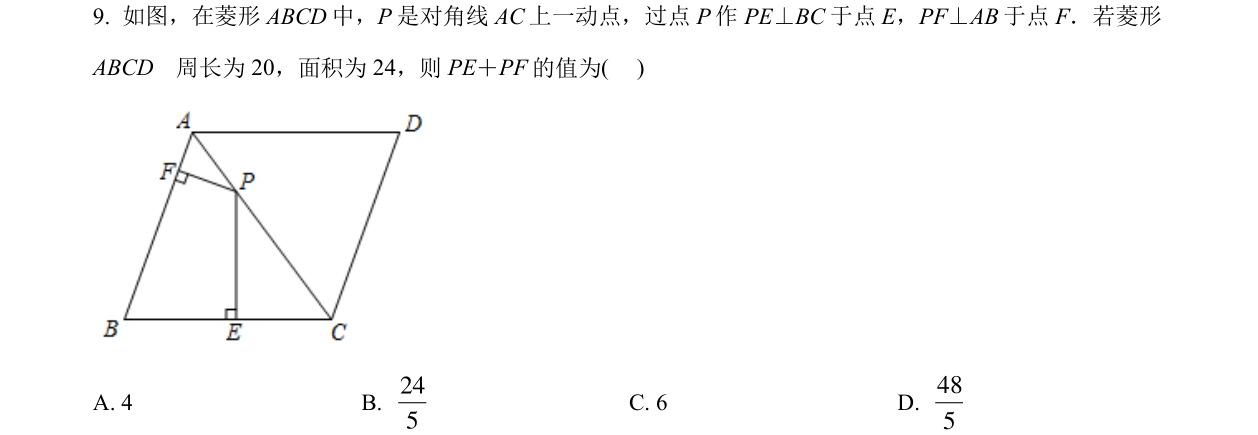 9. 如图，在菱形 ABCD 中，P 是对角线 AC 上一动点，过点 P 作 PE⊥BC 于点 E，PF⊥AB 于点 F．若菱形
ABCD 周长为 20，面积为 24，则 PE＋PF 的值为( )
A
D
F
P
B
E
C
A. 4 B. 24/5 C. 6 D. 48/5